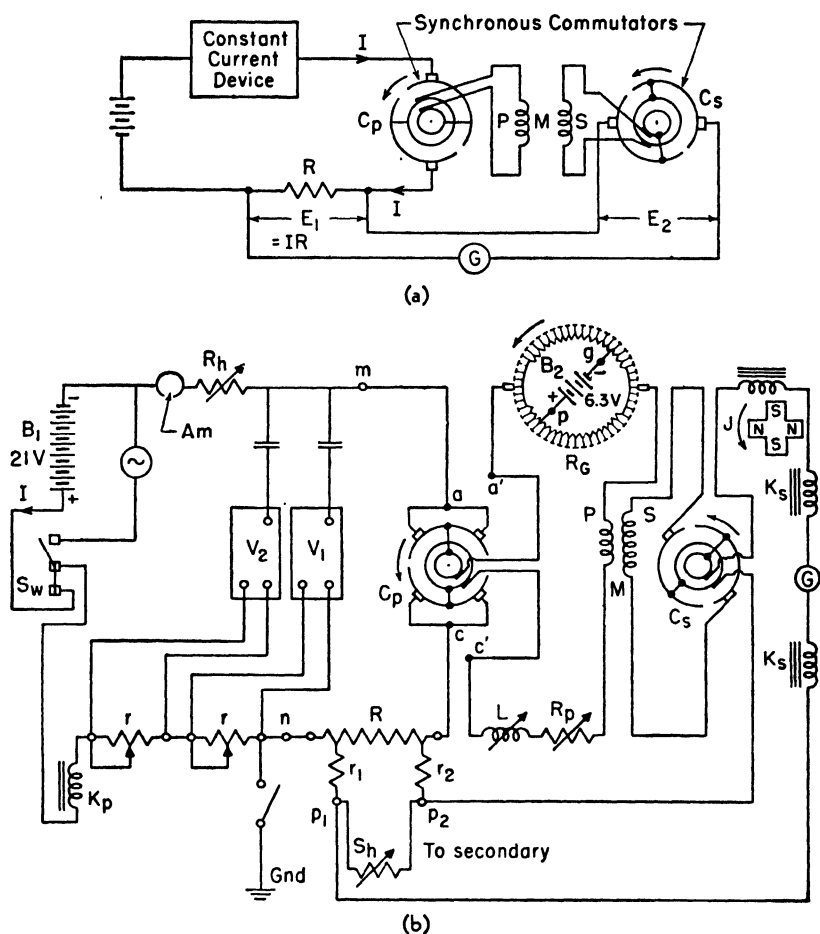 Synchronous Commutators
Constant
Current
Device
I
Cp
P
M
S
Cs
R
I
E1
= IR
E2
G
(a)
Rh
Am
m
B1
21V
-
+
I
Sw
V2
V1
a
Cp
c
a'
c'
B2
g
-
+
6.3V
p
RG
P
S
M
Cs
J
S
N
N
S
Ks
G
Ks
r
r
n
R
L
Rp
Kp
r1
r2
p1
p2
Sh
To secondary
Gnd
(b)